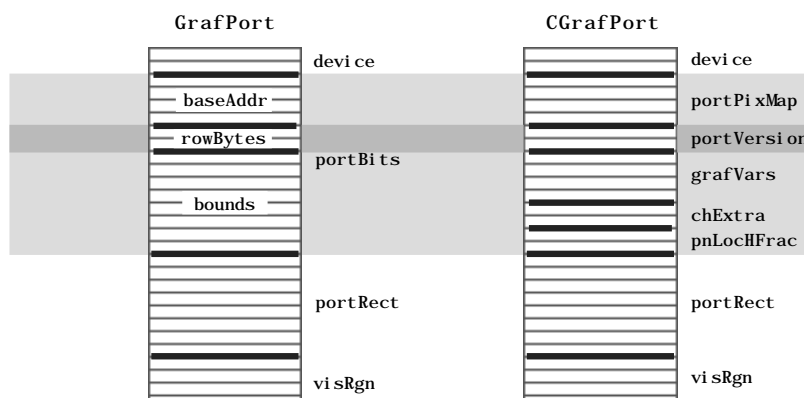 GrafPort
CGrafPort
device
device
baseAddr
portPixMap
rowBytes
portVersion
portBits
grafVars
bounds
chExtra
pnLocHFrac
portRect
portRect
visRgn
visRgn